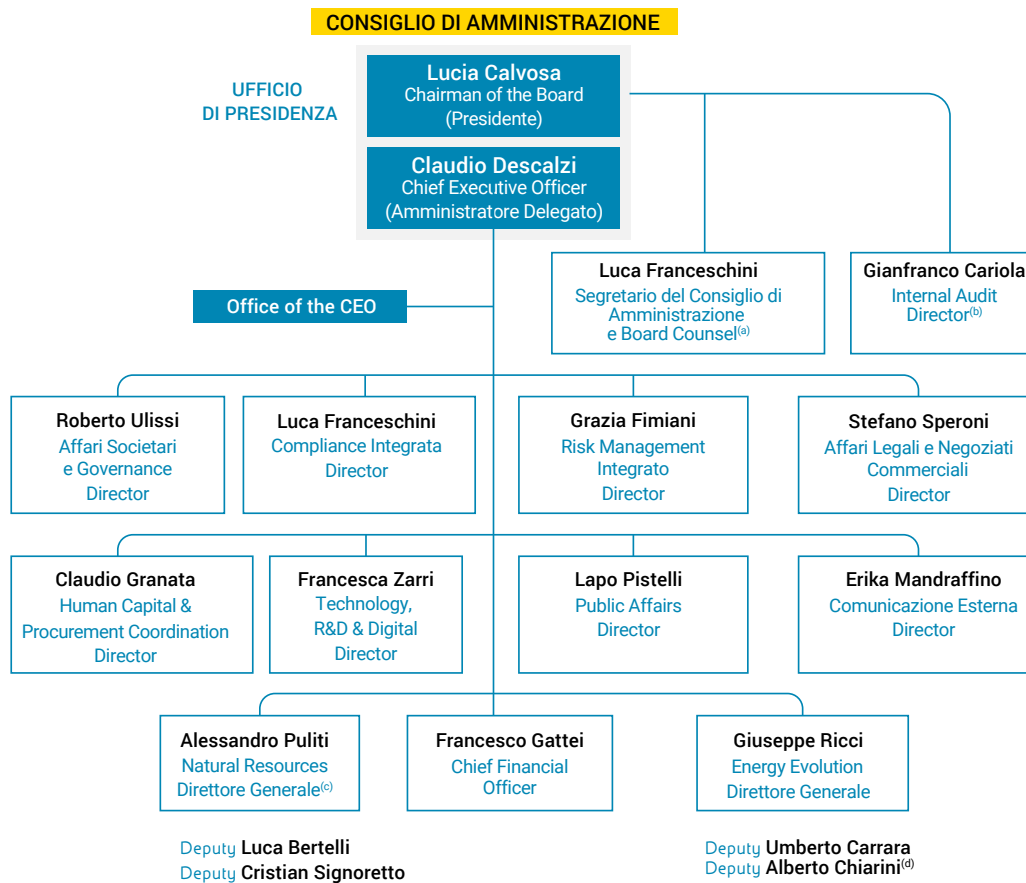 CONSIGLIO DI AMMINISTRAZIONE
UFFICIO
DI PRESIDENZA
Lucia Calvosa
Chairman of the Board
(Presidente)
Claudio Descalzi
Chief Executive Officer
(Amministratore Delegato)
Office of the CEO
Luca Franceschini
Segretario del Consiglio di
Amministrazione
e Board Counsel(a)
Gianfranco Cariola
Internal Audit
Director(b)
Roberto Ulissi
Affari Societari
e Governance
Director
Luca Franceschini
Compliance Integrata
Director
Grazia Fimiani
Risk Management
Integrato
Director
Stefano Speroni
Affari Legali e Negoziati
Commerciali
Director
Claudio Granata
Human Capital &
Procurement Coordination
Director
Francesca Zarri
Technology,
R&D & Digital
Director
Lapo Pistelli
Public Affairs
Director
Erika Mandraffino
Comunicazione Esterna
Director
Alessandro Puliti
Natural Resources
Direttore Generale(c)
Francesco Gattei
Chief Financial
Officer
Giuseppe Ricci
Energy Evolution
Direttore Generale
Deputy Luca Bertelli
Deputy Cristian Signoretto
Deputy Umberto Carrara
Deputy Alberto Chiarini(d)